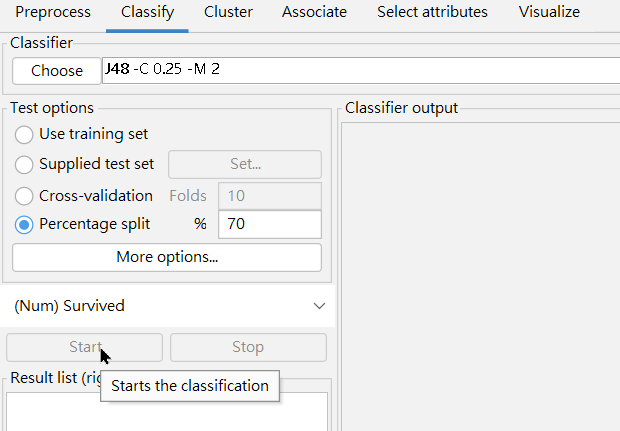 Preprocess Classify Cluster Associate Select attributes Visualize
Classifier
Choose J48 -C 0.25 -M 2
Test options
Classifier output
Use training set
Supplied test set Set...
Cross-validation Folds 10
Percentage split % 70
More options...
(Num) Survived
Start Stop
Result list (rig
Starts the classification